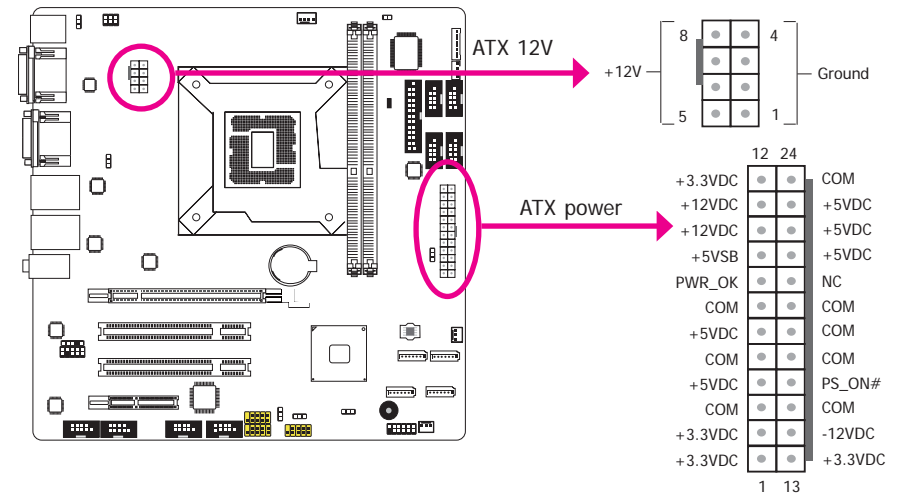 ATX 12V
8 4
+12V
Ground
5 1
12 24
+3.3VDC COM
+12VDC +5VDC
+12VDC +5VDC
+5VSB +5VDC
ATX power
PWR_OK NC
COM COM
+5VDC COM
COM COM
+5VDC PS_ON#
COM COM
+3.3VDC -12VDC
+3.3VDC +3.3VDC
1 13